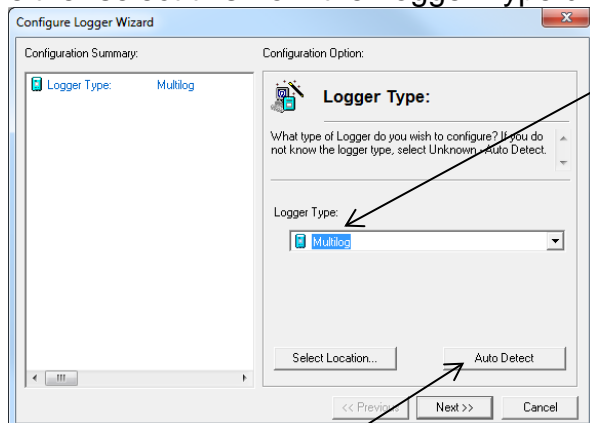 Configure Logger Wizard
Configuration Summary:
Configuration Option:
Logger Type: Multilog
Logger Type:
What type of Logger do you wish to configure? If you do
not know the logger type, select Unknown - Auto Detect.
Logger Type:
Multilog
Select Location...
Auto Detect
<< Previous
Next >>
Cancel